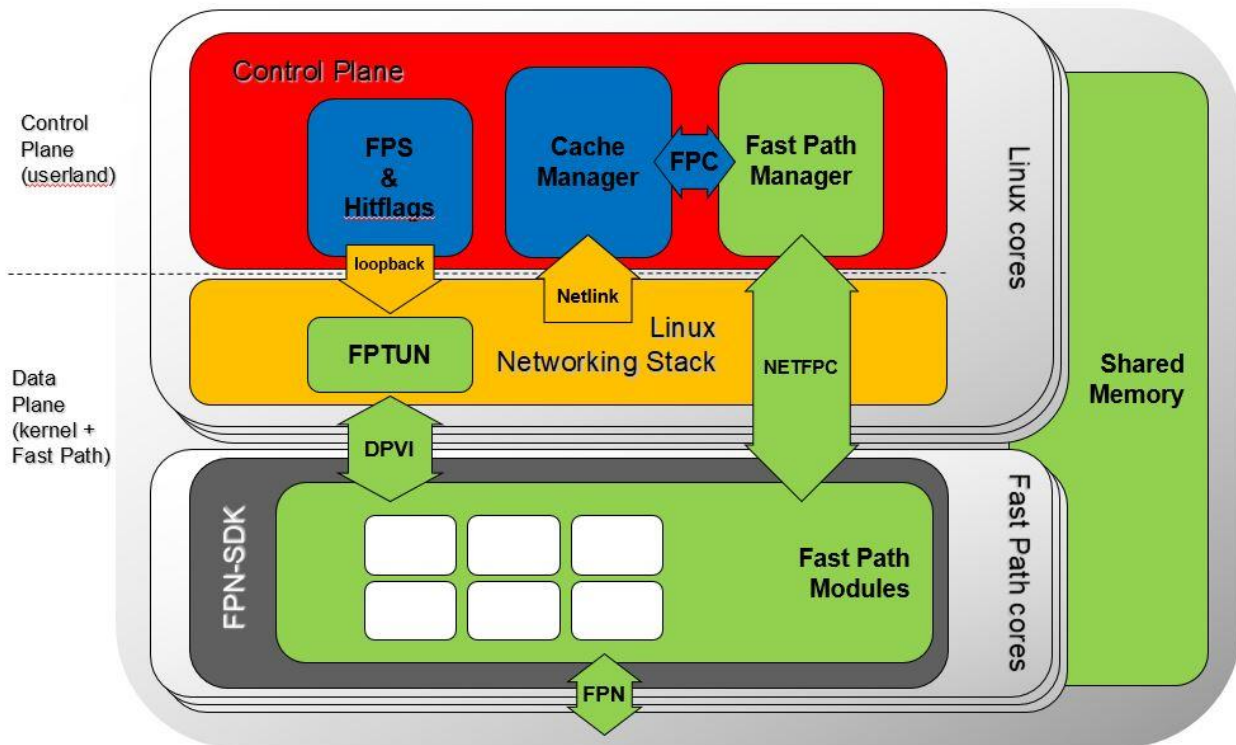 Control Plane
Control
Plane
(userland)
FPS
&
Hitflags
Cache
Manager
FPC
Fast Path
Manager
Linux cores
loopback
Netlink
Linux
Networking Stack
FPTUN
NETFPC
Shared
Memory
Data
Plane
(kernel +
Fast Path)
DPVI
FPN-SDK
Fast Path
Modules
Fast Path cores
FPN